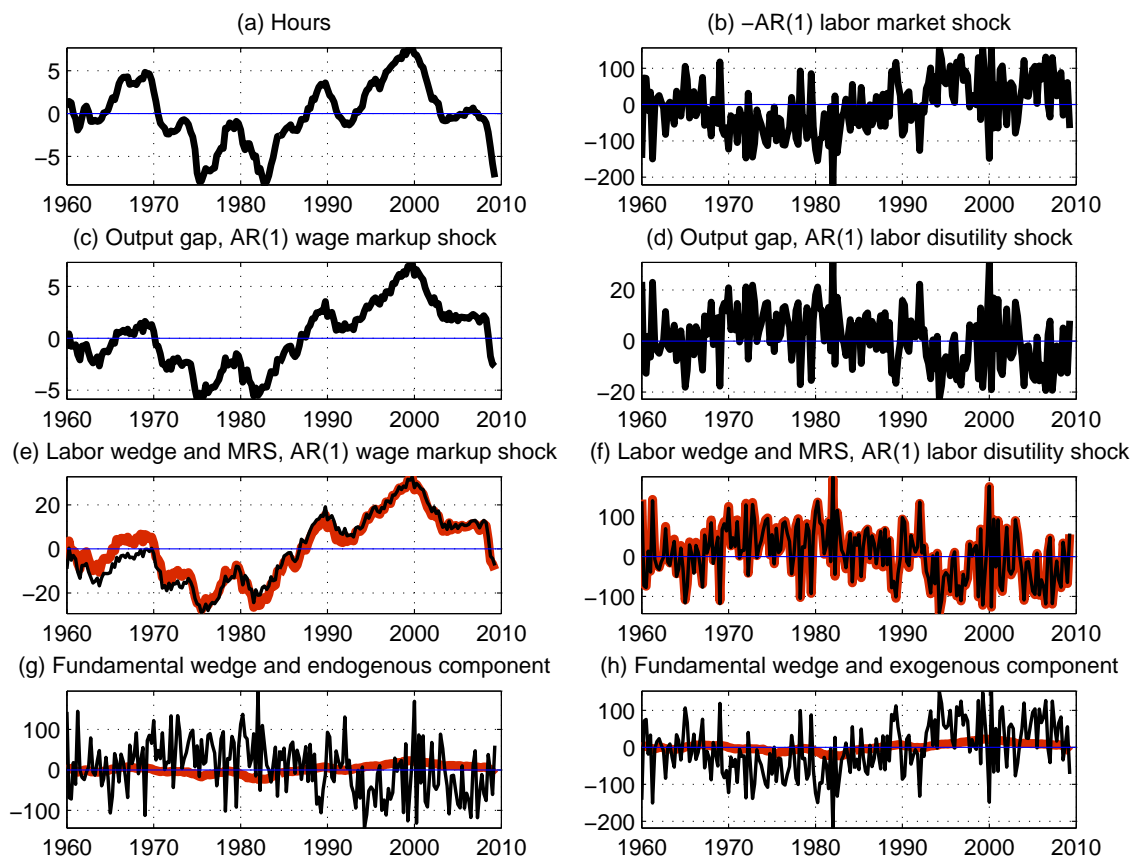 (a) Hours
5
0
−5
1960 1970 1980 1990 2000 2010
(b) −AR(1) labor market shock
100
0
−100
−200
1960 1970 1980 1990 2000 2010
(c) Output gap, AR(1) wage markup shock
5
0
−5
1960 1970 1980 1990 2000 2010
(d) Output gap, AR(1) labor disutility shock
20
0
−20
1960 1970 1980 1990 2000 2010
(e) Labor wedge and MRS, AR(1) wage markup shock
20
0
−20
1960 1970 1980 1990 2000 2010
(f) Labor wedge and MRS, AR(1) labor disutility shock
100
0
−100
1960 1970 1980 1990 2000 2010
(g) Fundamental wedge and endogenous component
100
0
−100
1960 1970 1980 1990 2000 2010
(h) Fundamental wedge and exogenous component
100
0
−100
−200
1960 1970 1980 1990 2000 2010